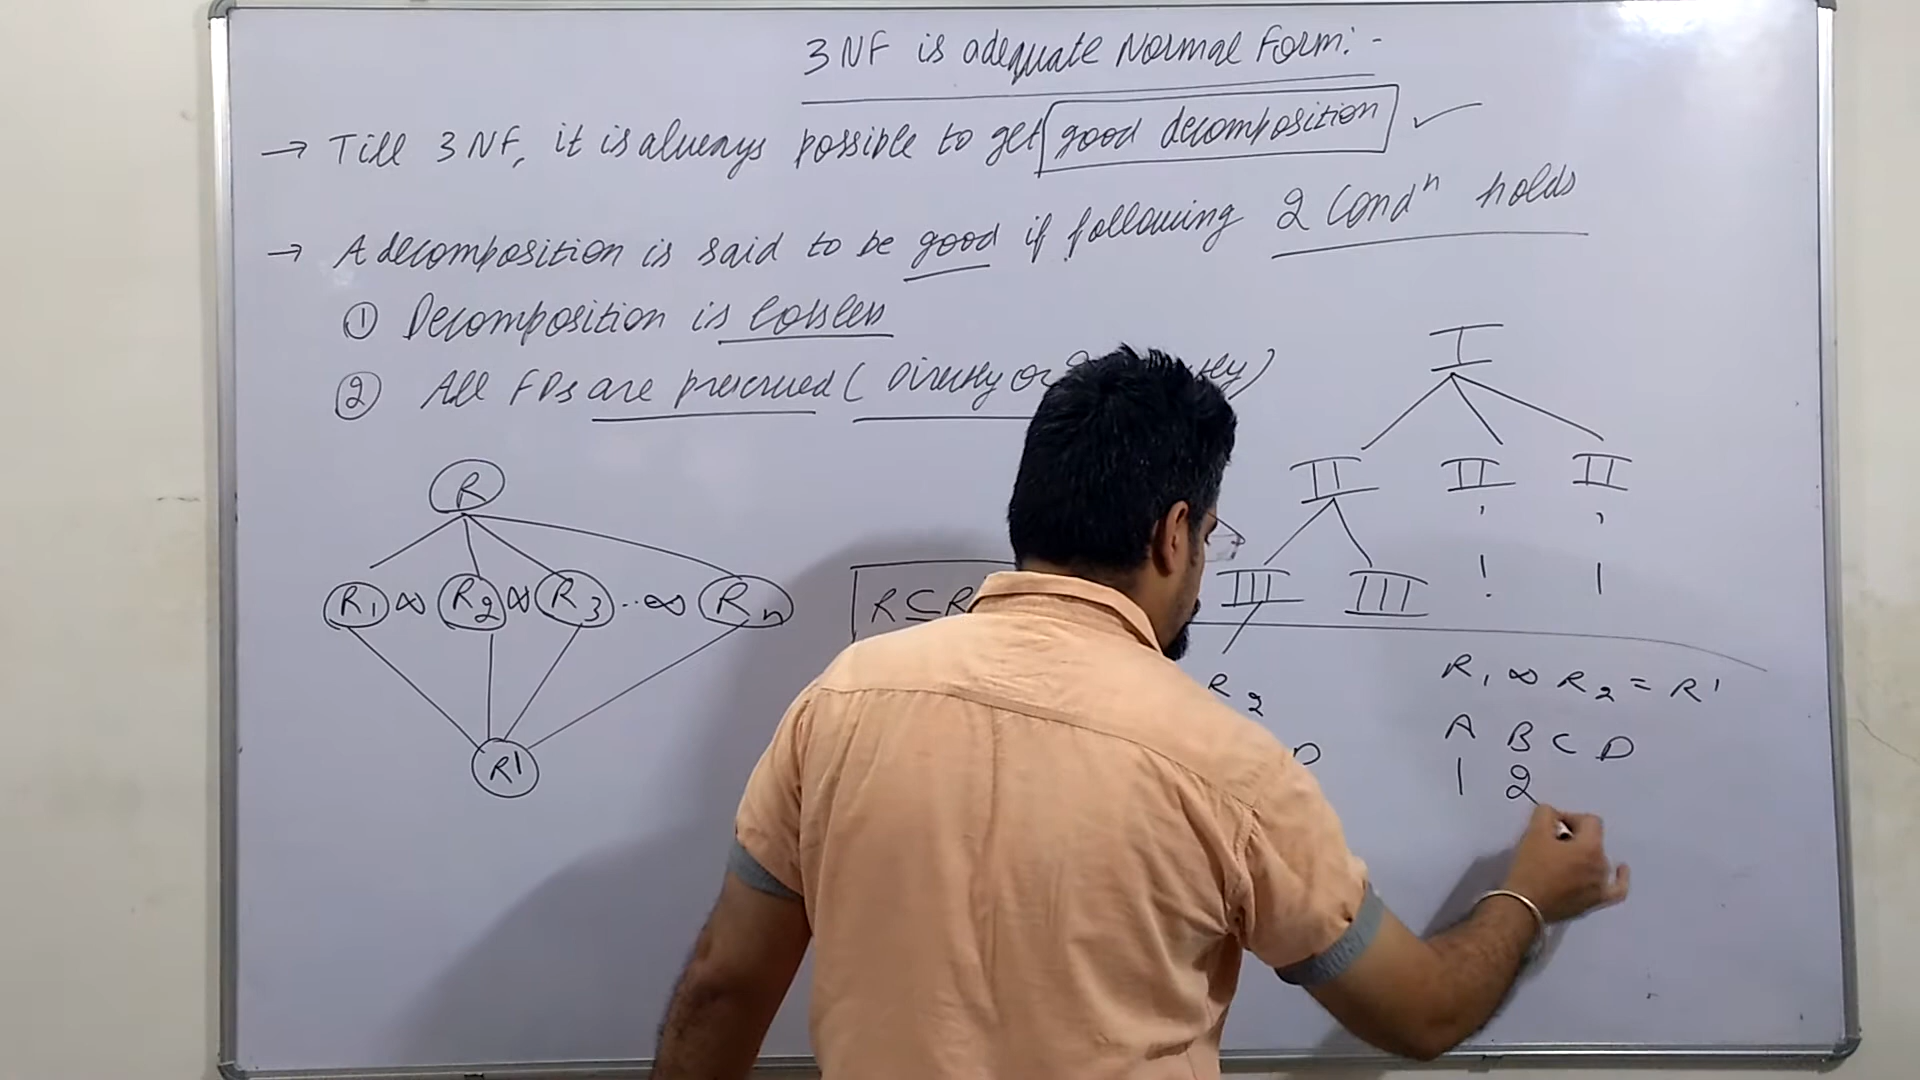 3NF is adequate Normal Form:-
→ Till 3NF, it is always possible to get good decomposition ✓
→ A decomposition is said to be good if following 2 Condⁿ holds
① Decomposition is lossless
② All FDs are preserved ( Directly or
R
R1 ∞ R2 ∞ R3 ..∞ Rn
R'
R ⊆ R
I
II II II
III III
R2
D
R1 ∞ R2 = R'
A B C D
1 2